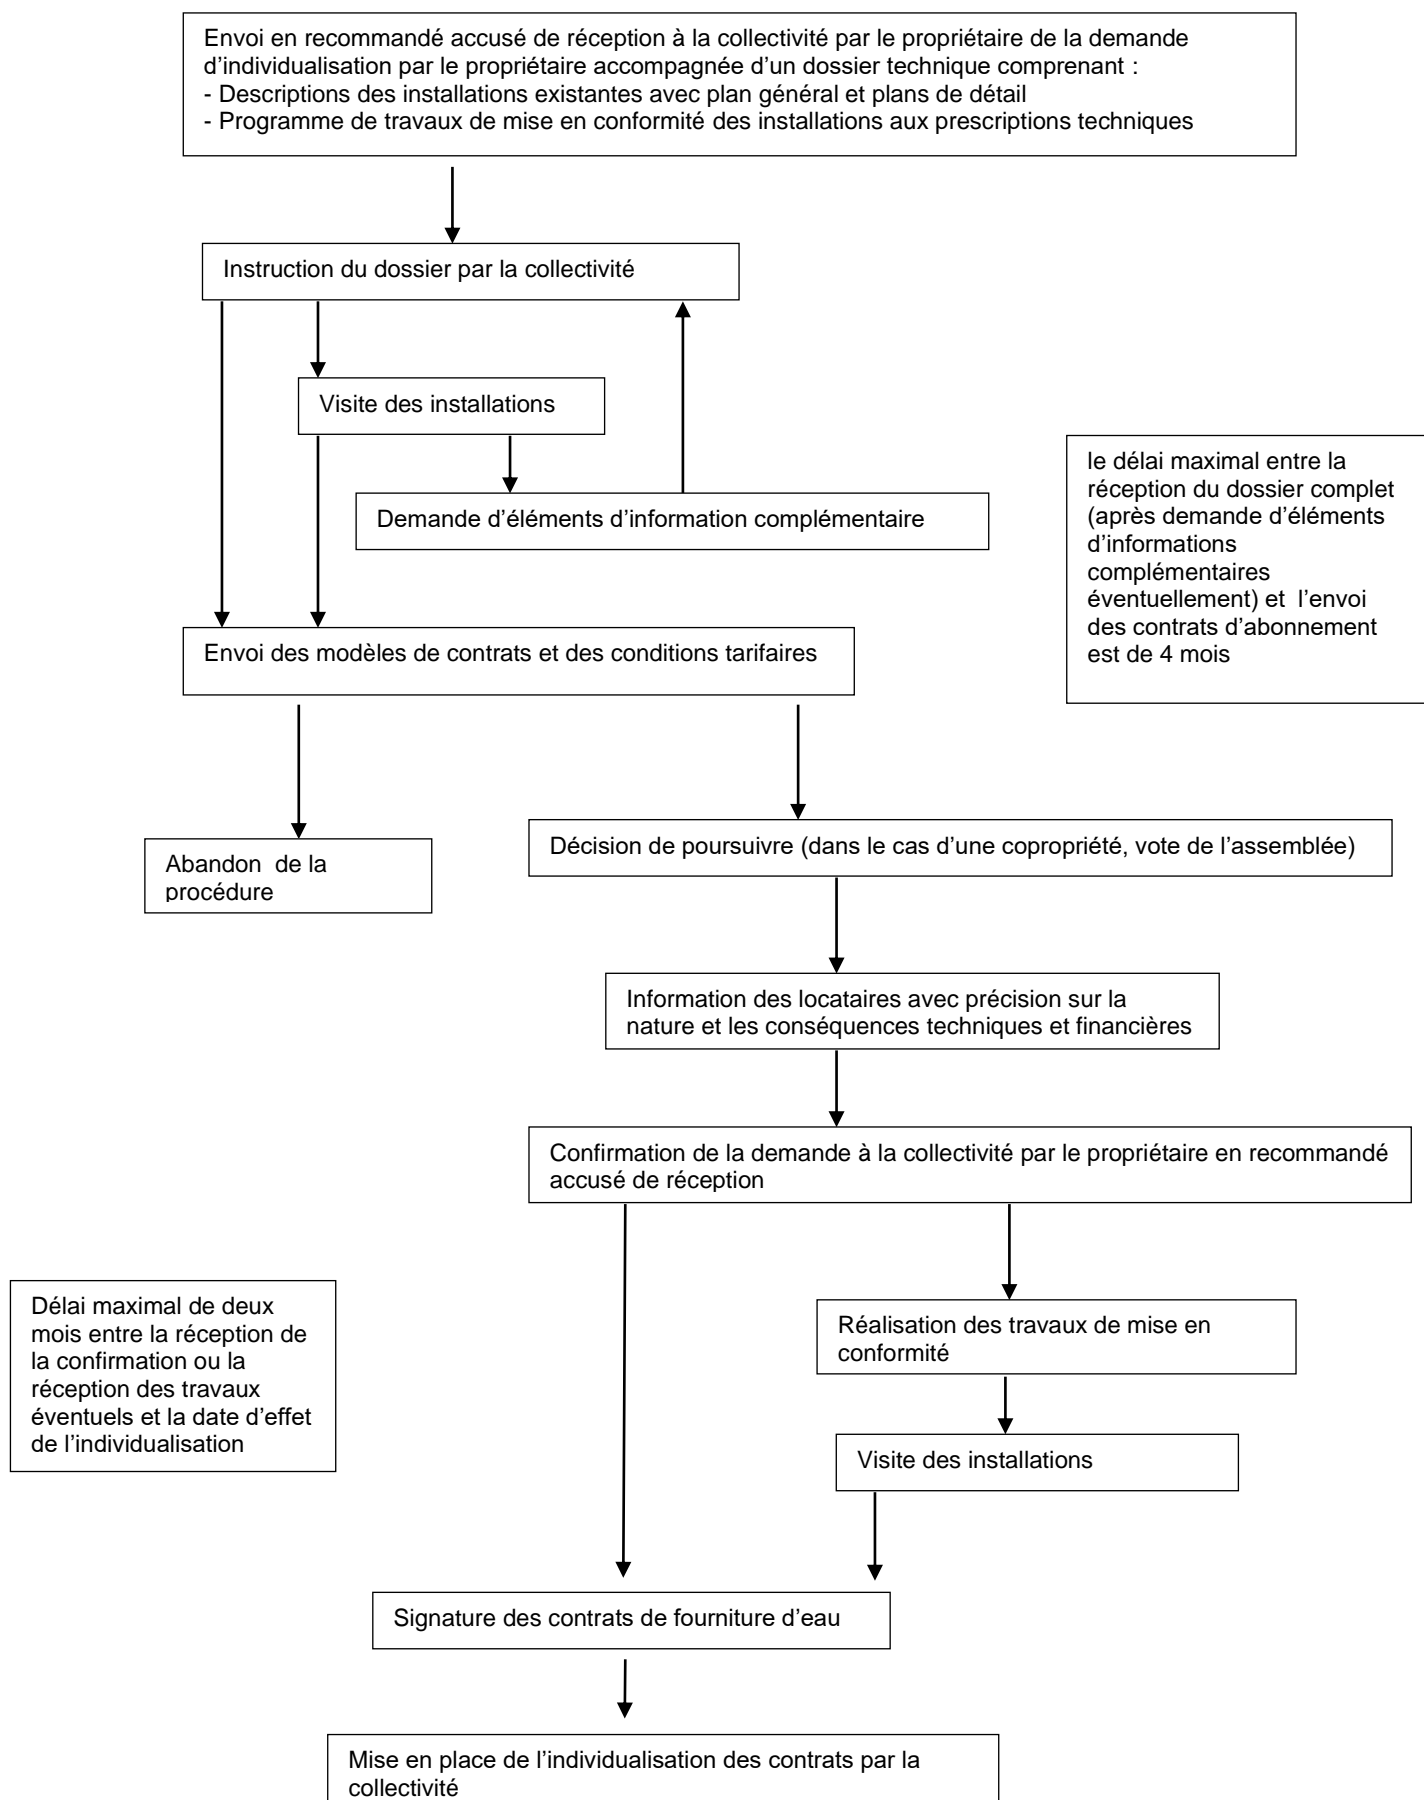 Envoi en recommandé accusé de réception à la collectivité par le propriétaire de la demande
d’individualisation par le propriétaire accompagnée d’un dossier technique comprenant :
- Descriptions des installations existantes avec plan général et plans de détail
- Programme de travaux de mise en conformité des installations aux prescriptions techniques
Instruction du dossier par la collectivité
Visite des installations
Demande d’éléments d’information complémentaire
le délai maximal entre la
réception du dossier complet
(après demande d’éléments
d’informations
complémentaires
éventuellement) et  l’envoi
des contrats d’abonnement
est de 4 mois
Envoi des modèles de contrats et des conditions tarifaires
Abandon  de la
procédure
Décision de poursuivre (dans le cas d’une copropriété, vote de l’assemblée)
Information des locataires avec précision sur la
nature et les conséquences techniques et financières
Confirmation de la demande à la collectivité par le propriétaire en recommandé
accusé de réception
Délai maximal de deux
mois entre la réception de
la confirmation ou la
réception des travaux
éventuels et la date d’effet
de l’individualisation
Réalisation des travaux de mise en
conformité
Visite des installations
Signature des contrats de fourniture d’eau
Mise en place de l’individualisation des contrats par la
collectivité